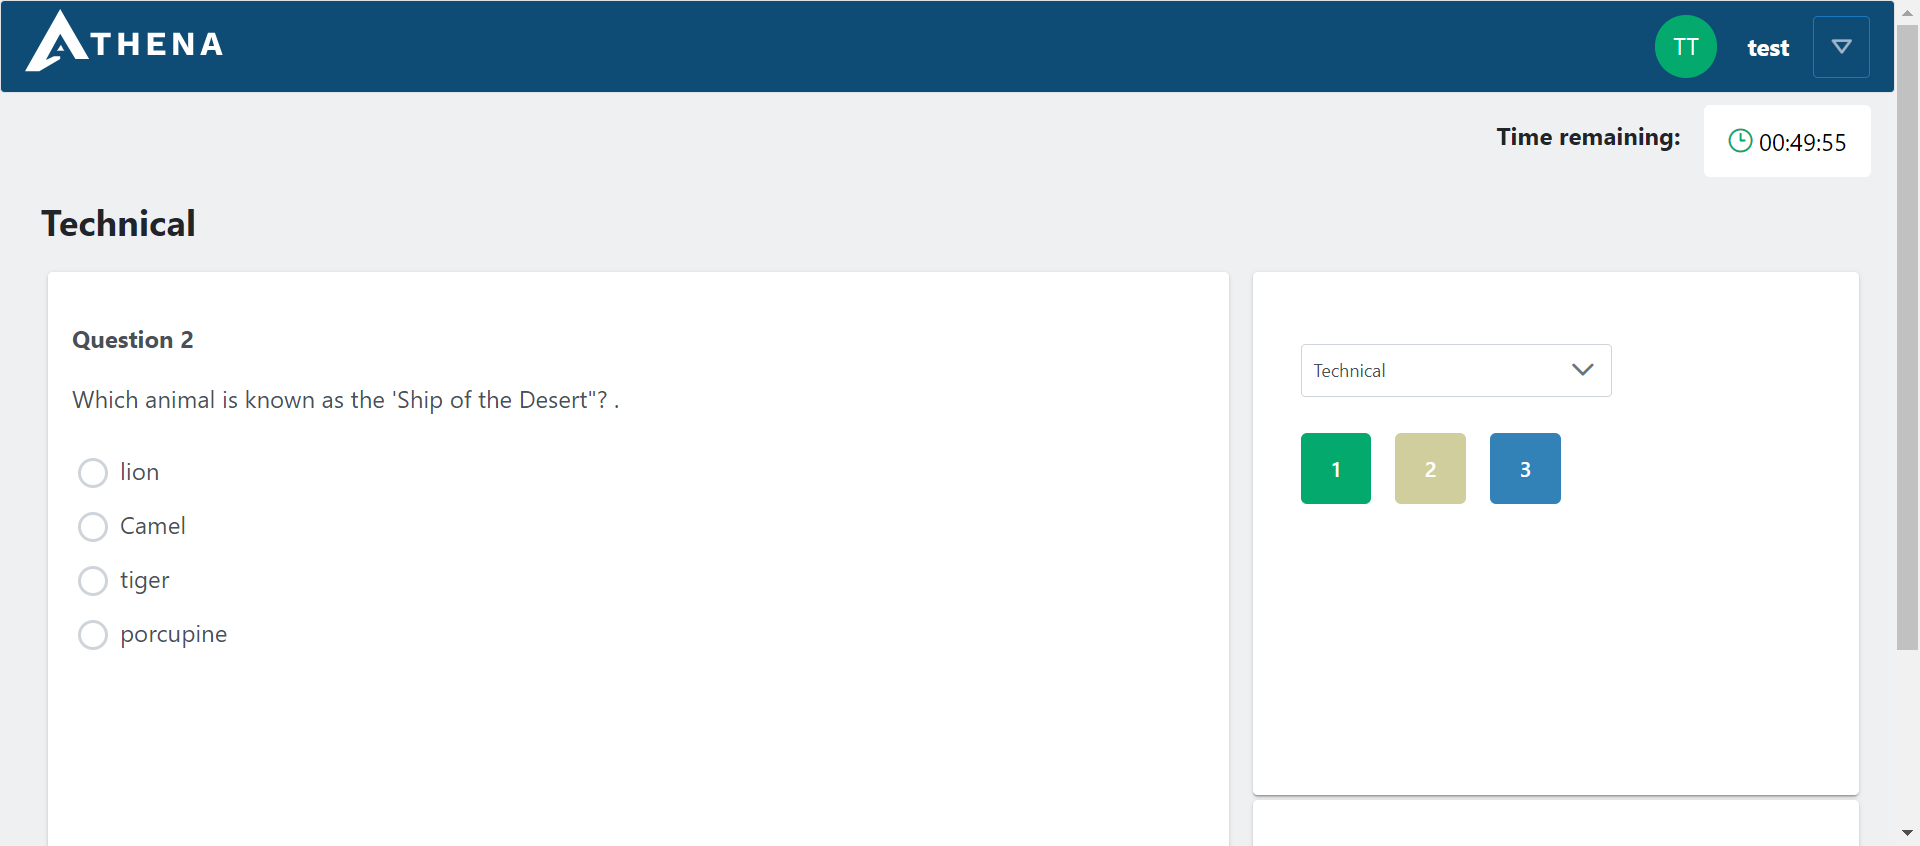 ATHENA
TT
test
Time remaining:
00:49:55
Technical
Question 2
Which animal is known as the 'Ship of the Desert"? .
lion
Camel
tiger
porcupine
Technical
1 2 3